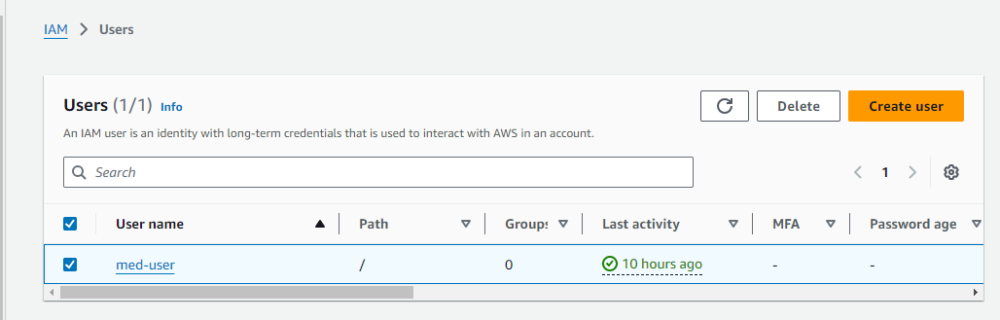 IAM > Users
Users (1/1) Info
Delete
Create user
An IAM user is an identity with long-term credentials that is used to interact with AWS in an account.
Search
1
User name Path Groups Last activity MFA Password age
med-user / 0 10 hours ago - -